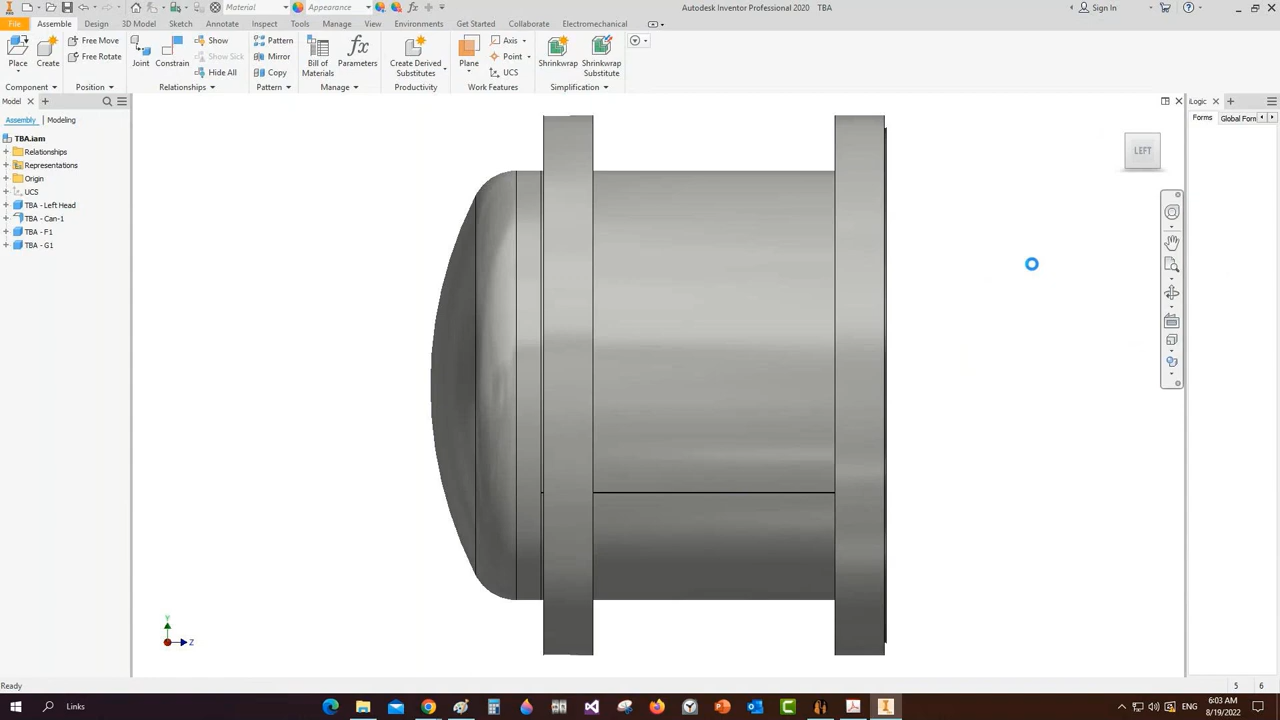 Material
Appearance
Autodesk Inventor Professional 2020
TBA
Sign In
File
Assemble
Design
3D Model
Sketch
Annotate
Inspect
Tools
Manage
View
Environments
Get Started
Collaborate
Electromechanical
Place
Create
Free Move
Free Rotate
Joint
Constrain
Show
Show Sick
Hide All
Pattern
Mirror
Copy
Bill of Materials
Parameters
Create Derived Substitutes
Plane
Axis
Point
UCS
Shrinkwrap
Shrinkwrap Substitute
Component
Position
Relationships
Pattern
Manage
Productivity
Work Features
Simplification
Model
iLogic
Assembly
Modeling
Forms
Global Forn
TBA.iam
Relationships
Representations
Origin
UCS
TBA - Left Head
TBA - Can-1
TBA - F1
TBA - G1
LEFT
Y
Z
Ready
5
6
Links
6:03 AM
8/19/2022